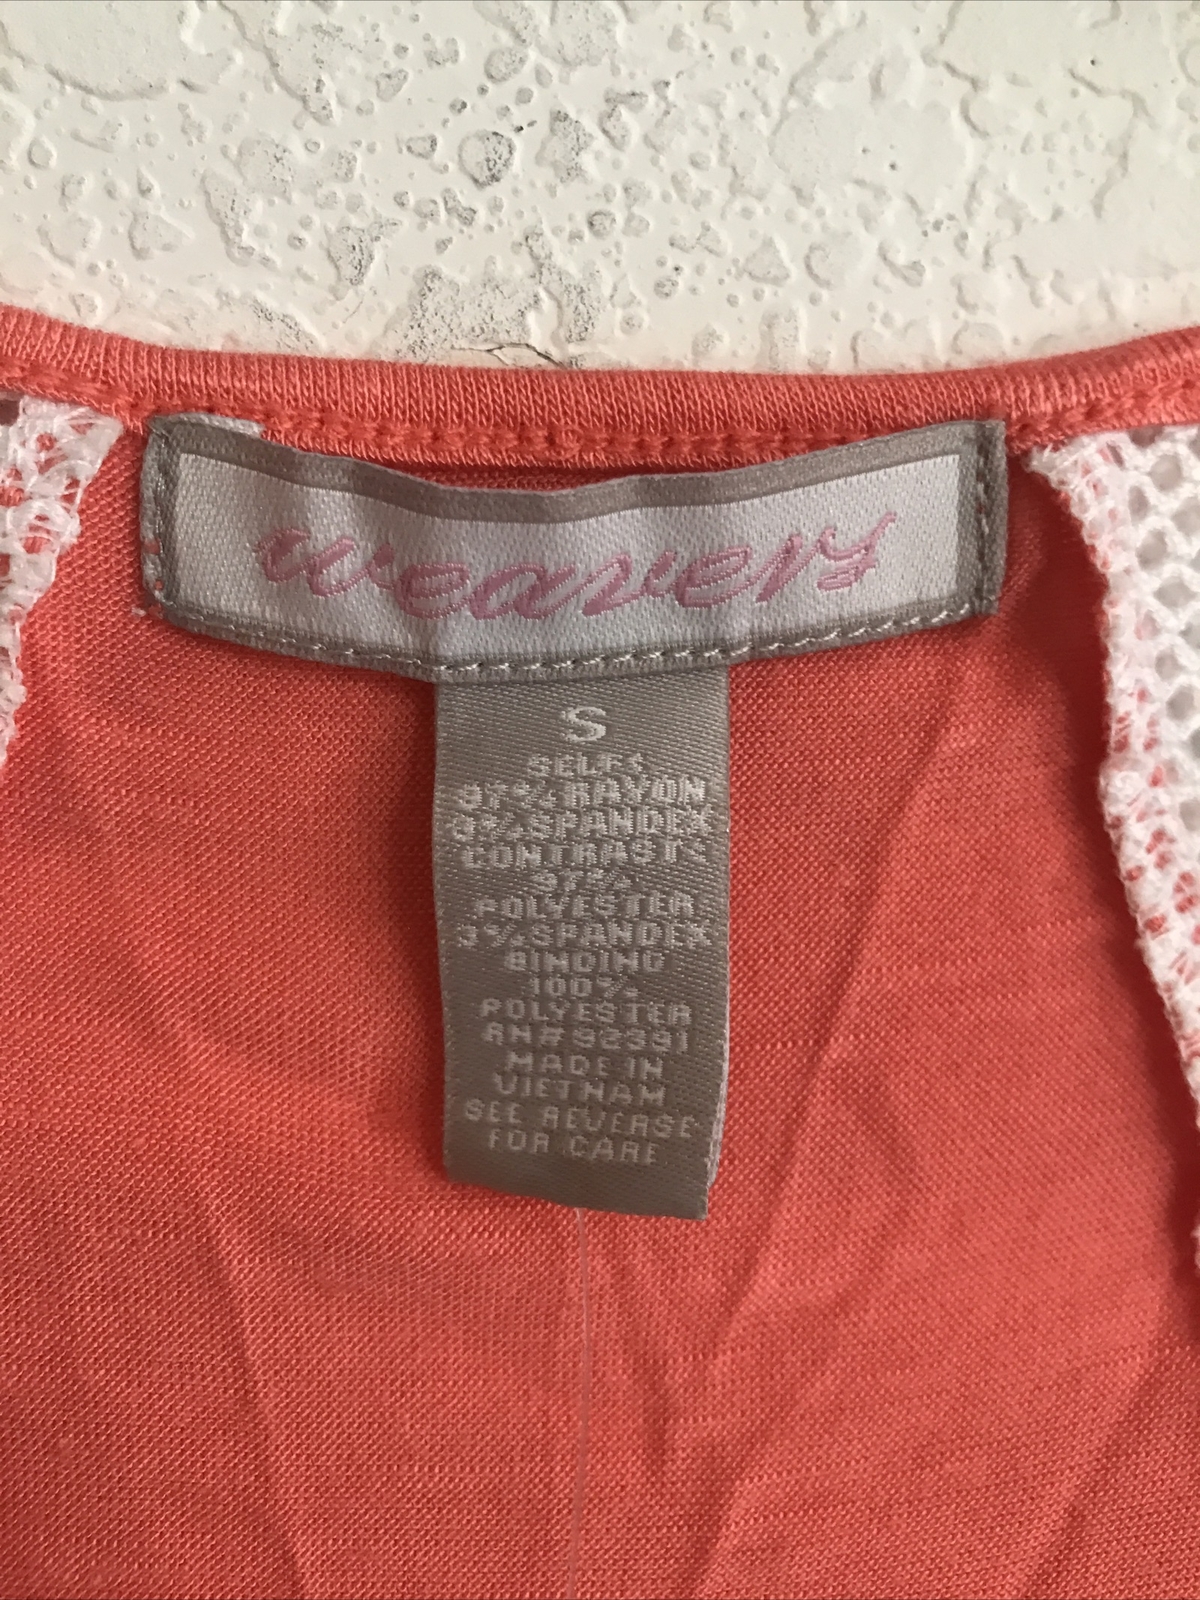 weavers
S
SELF:
97% RAYON
3% SPANDEX
CONTRAST:
97%
POLYESTER
3% SPANDEX
BINDING
100%
POLYESTER
RN# 92391
MADE IN
VIETNAM
SEE REVERSE
FOR CARE